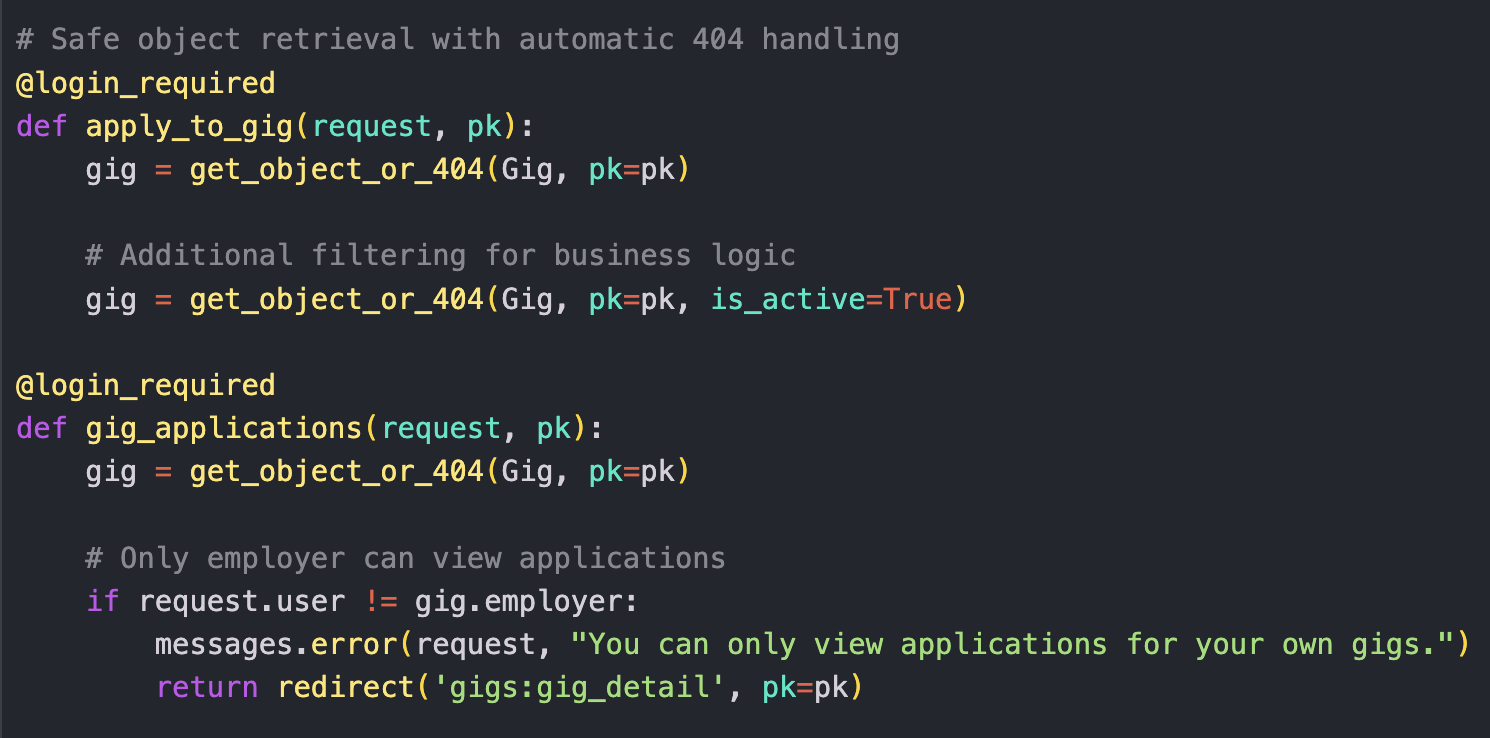 # Safe object retrieval with automatic 404 handling
@login_required
def apply_to_gig(request, pk):
    gig = get_object_or_404(Gig, pk=pk)

    # Additional filtering for business logic
    gig = get_object_or_404(Gig, pk=pk, is_active=True)

@login_required
def gig_applications(request, pk):
    gig = get_object_or_404(Gig, pk=pk)

    # Only employer can view applications
    if request.user != gig.employer:
        messages.error(request, "You can only view applications for your own gigs.")
        return redirect('gigs:gig_detail', pk=pk)